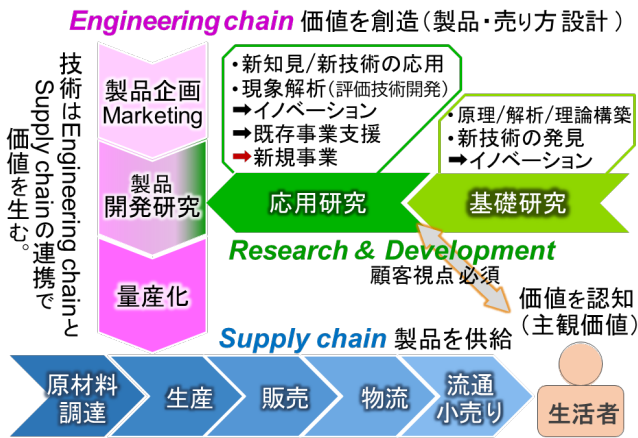 Engineering chain 価値を創造(製品・売り方設計)
技術はEngineering chainと
Supply chainの連携で
価値を生む。
製品企画
Marketing
製品
開発研究
量産化
・新知見/新技術の応用
・現象解析(評価技術開発)
➡イノベーション
➡既存事業支援
➡新規事業
・原理/解析/理論構築
・新技術の発見
➡イノベーション
応用研究
基礎研究
Research & Development
顧客視点必須
価値を認知
(主観価値)
Supply chain 製品を供給
原材料
調達
生産
販売
物流
流通
小売り
生活者